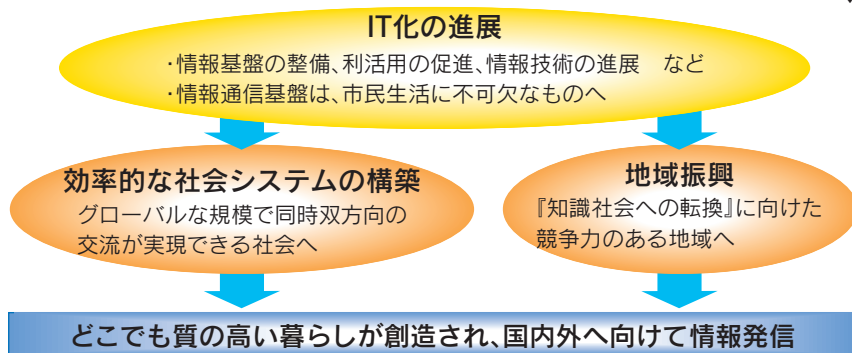 IT化の進展
・情報基盤の整備、利活用の促進、情報技術の進展　など
・情報通信基盤は、市民生活に不可欠なものへ
効率的な社会システムの構築
グローバルな規模で同時双方向の
交流が実現できる社会へ
地域振興
『知識社会への転換』に向けた
競争力のある地域へ
どこでも質の高い暮らしが創造され、国内外へ向けて情報発信